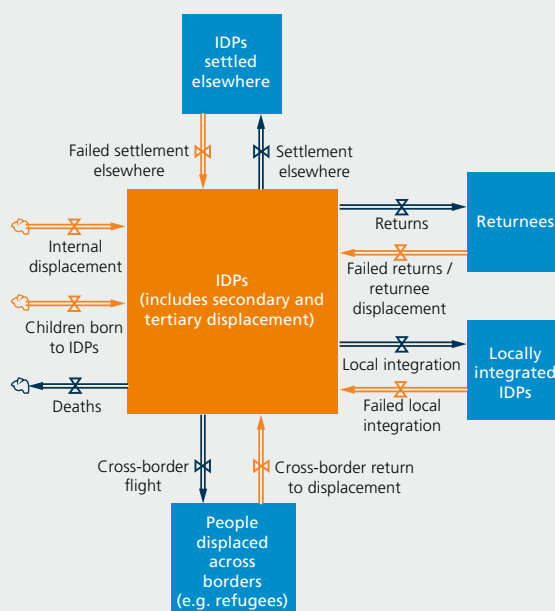 IDPs
settled
elsewhere
Failed settlement
elsewhere
Settlement
elsewhere
Internal
displacement
Children born
to IDPs
Deaths
IDPs
(includes secondary and
tertiary displacement)
Returns
Returnees
Failed returns /
returnee
displacement
Local integration
Locally
integrated
IDPs
Failed local
integration
Cross-border
flight
Cross-border return
to displacement
People
displaced
across
borders
(e.g. refugees)